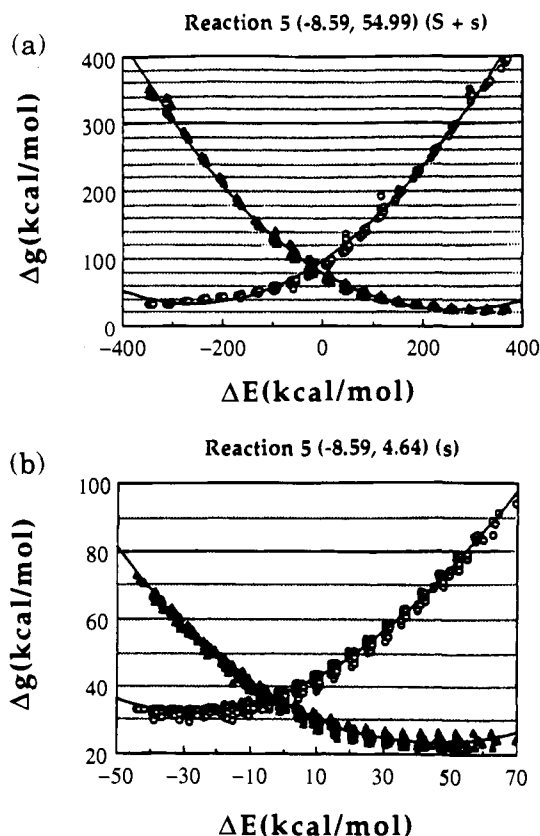 Reaction 5 (-8.59, 54.99) (S + s)
(a)
400
300
200
100
0
Δg(kcal/mol)
-400 -200 0 200 400
ΔE(kcal/mol)
Reaction 5 (-8.59, 4.64) (s)
(b)
100
80
60
40
20
Δg(kcal/mol)
-50 -30 -10 10 30 50 70
ΔE(kcal/mol)